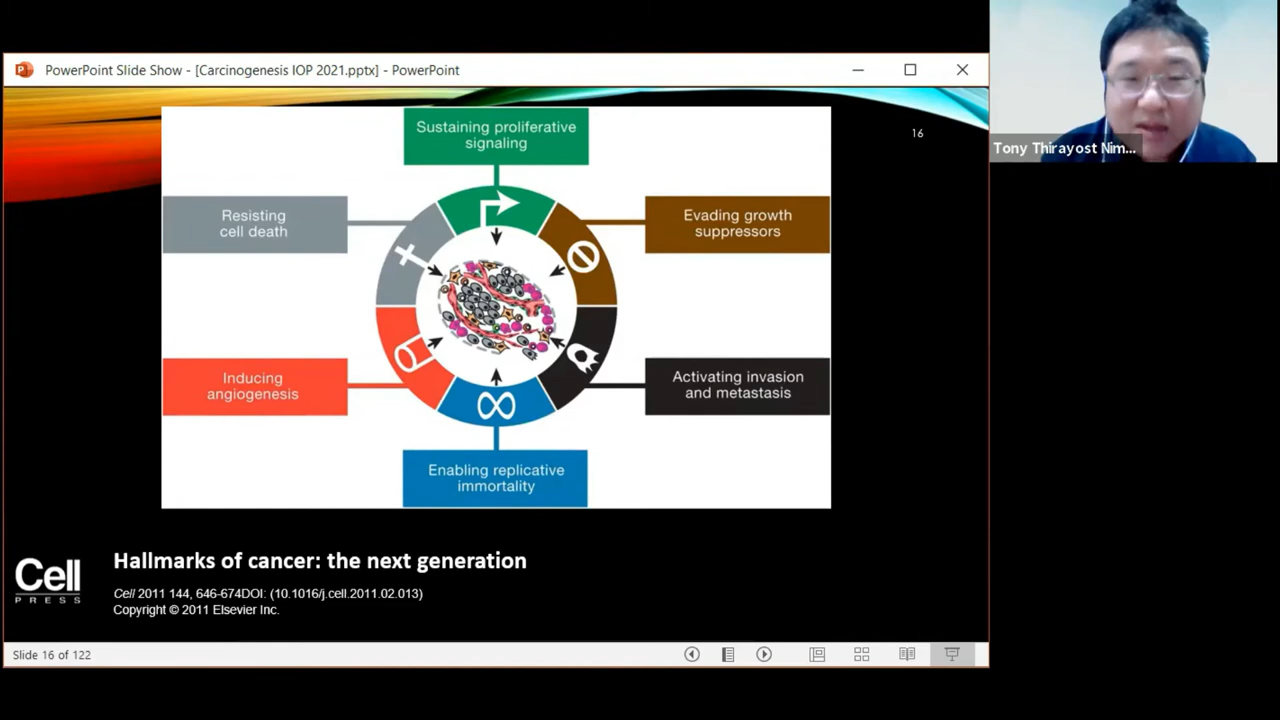 PowerPoint Slide Show - [Carcinogenesis IOP 2021.pptx] - PowerPoint
16
Tony Thirayost Nim...
Sustaining proliferative
signaling
Resisting
cell death
Evading growth
suppressors
Inducing
angiogenesis
Activating invasion
and metastasis
Enabling replicative
immortality
Cell
PRESS
Hallmarks of cancer: the next generation
Cell 2011 144, 646-674DOI: (10.1016/j.cell.2011.02.013)
Copyright © 2011 Elsevier Inc.
Slide 16 of 122